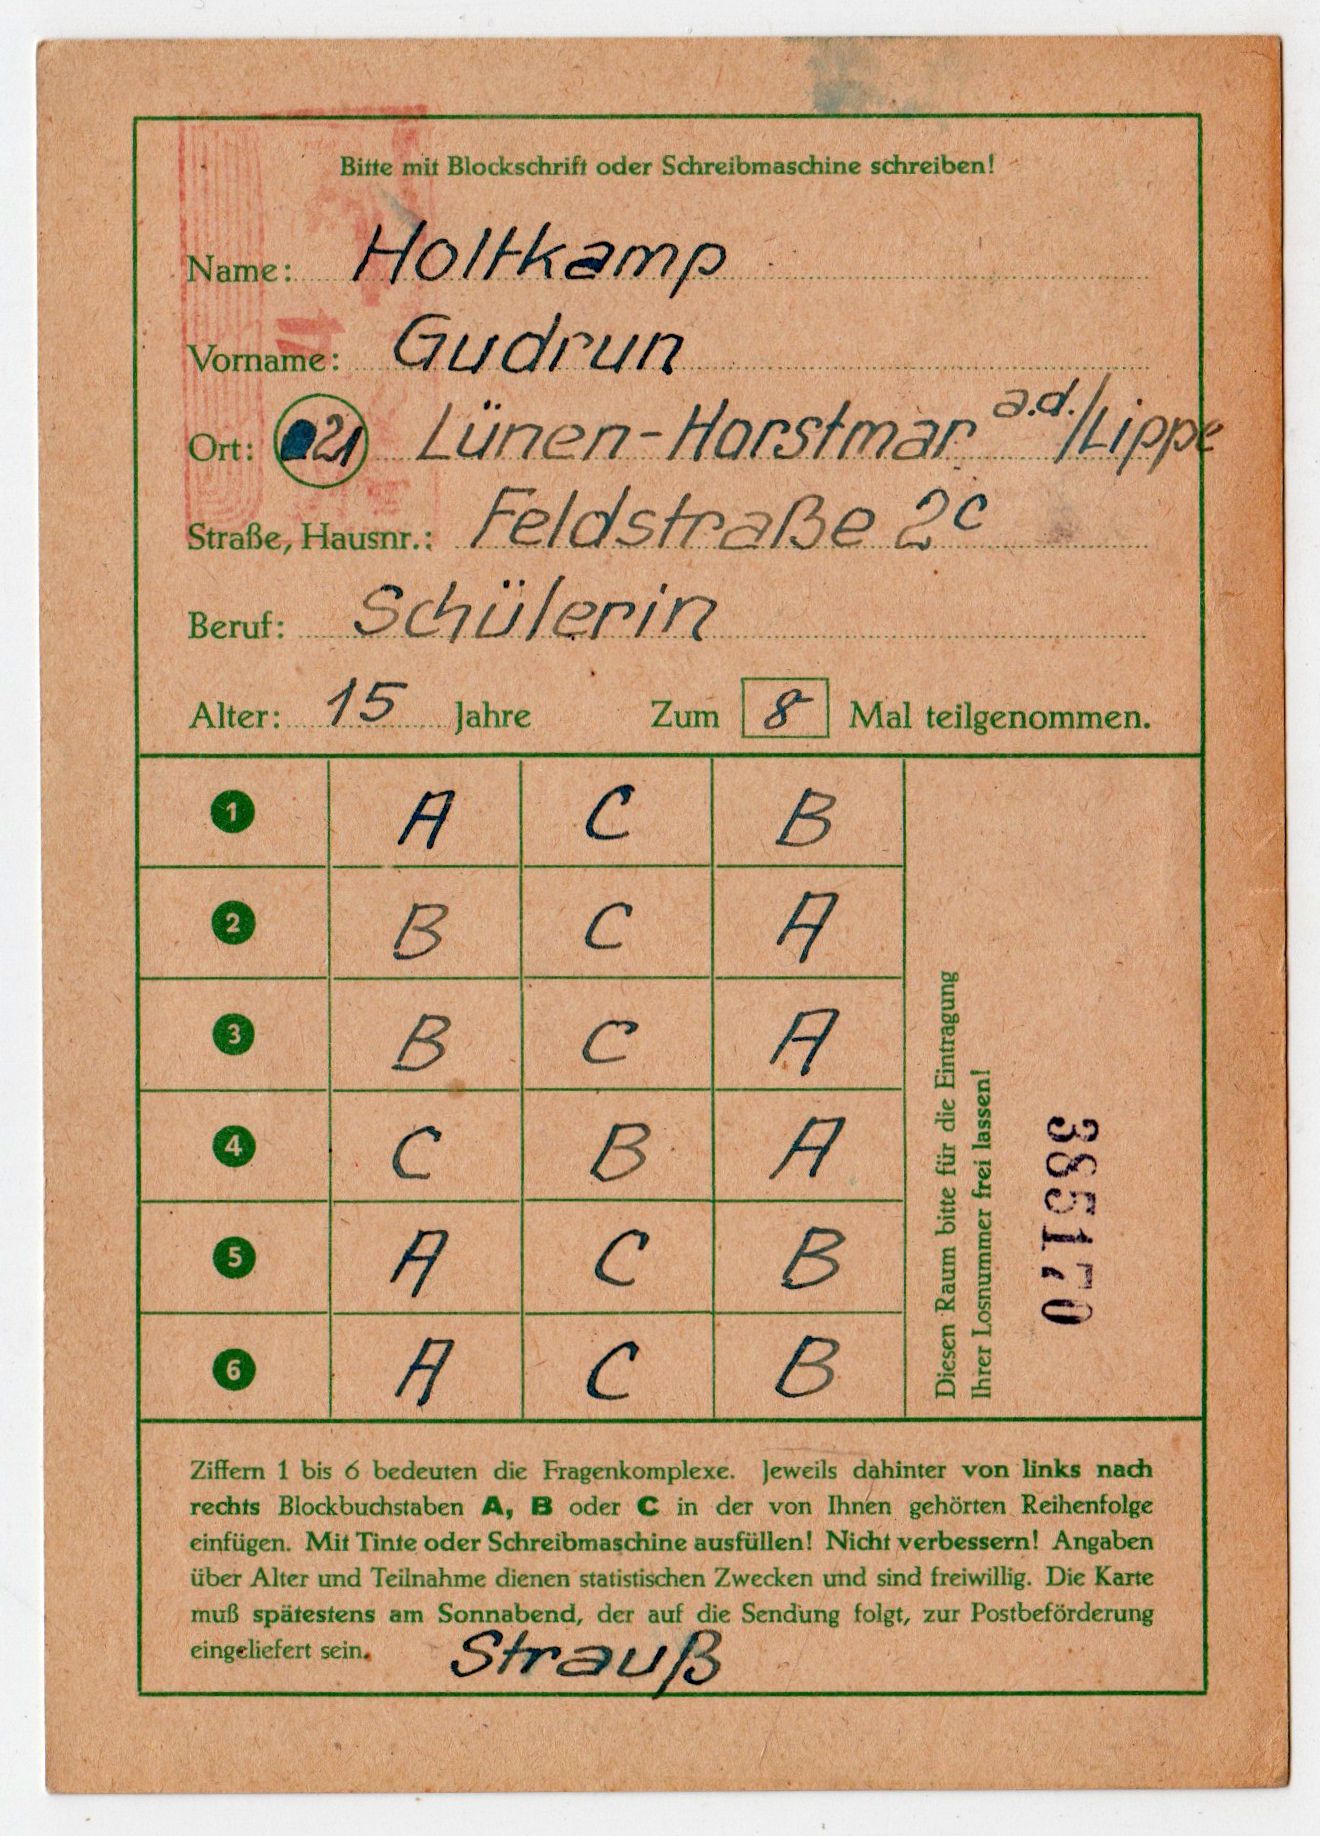 Bitte mit Blockschrift oder Schreibmaschine schreiben!
Name: Holtkamp
Vorname: Gudrun
Ort: 21 Lünen-Horstmar a.d./Lippe
Straße, Hausnr.: Feldstraße 2c
Beruf: Schülerin
Alter: 15 Jahre Zum 8 Mal teilgenommen.
1 A C B
2 B C A
3 B C A
4 C B A
5 A C B
6 A C B
Diesen Raum bitte für die Eintragung
Ihrer Losnummer frei lassen!
385170
Ziffern 1 bis 6 bedeuten die Fragenkomplexe. Jeweils dahinter von links nach
rechts Blockbuchstaben A, B oder C in der von Ihnen gehörten Reihenfolge
einfügen. Mit Tinte oder Schreibmaschine ausfüllen! Nicht verbessern! Angaben
über Alter und Teilnahme dienen statistischen Zwecken und sind freiwillig. Die Karte
muß spätestens am Sonnabend, der auf die Sendung folgt, zur Postbeförderung
eingeliefert sein. Strauß